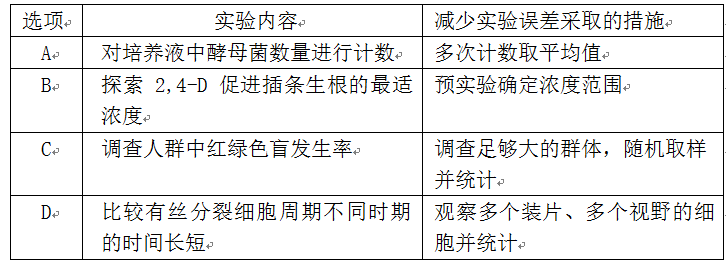 选项 实验内容 减少实验误差采取的措施
A 对培养液中酵母菌数量进行计数 多次计数取平均值
B 探索 2,4-D 促进插条生根的最适 预实验确定浓度范围
浓度
C 调查人群中红绿色盲发生率 调查足够大的群体，随机取样
并统计
D 比较有丝分裂细胞周期不同时期 观察多个装片、多个视野的细
的时间长短 胞并统计